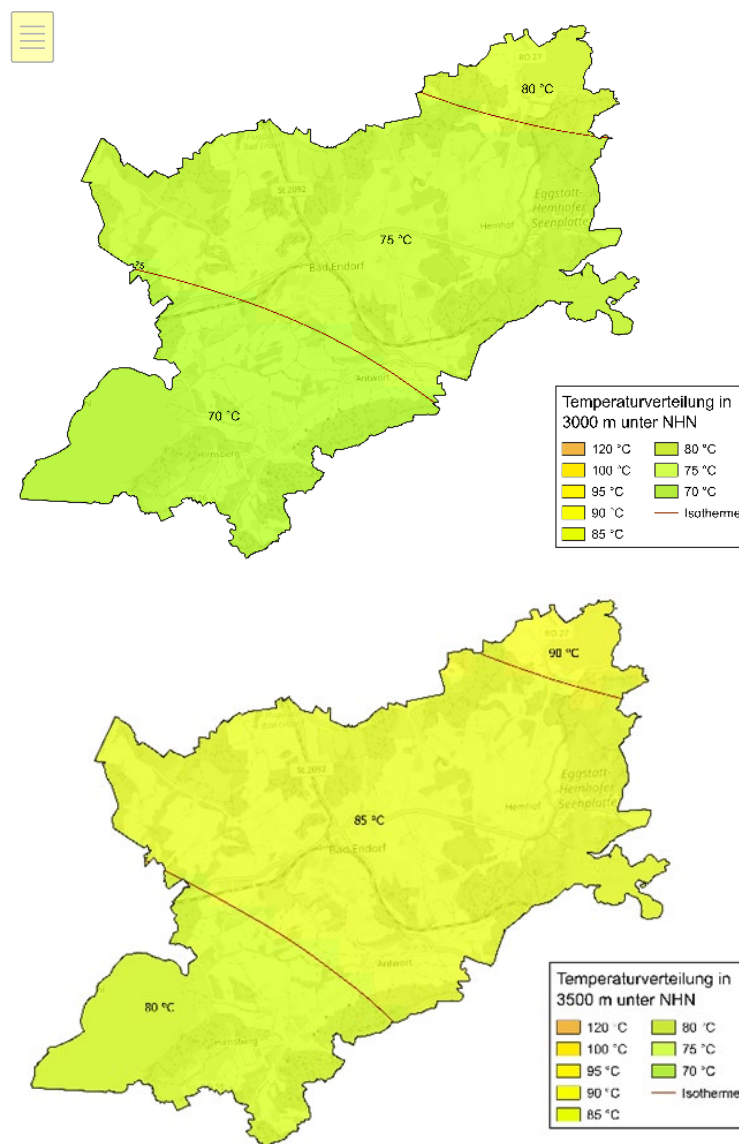 RO 27
80 °C
St 2092
Eggstatt-
Hemhofer
Seenplatte
Hemhof
75 °C
Bad Endorf
Antwort
70 °C
Temperaturverteilung in
3000 m unter NHN
120 °C 80 °C
100 °C 75 °C
95 °C 70 °C
90 °C Isotherme
85 °C
RO 27
90 °C
St 2092
Eggstatt-
Hemhofer
Seenplatte
Hemhof
85 °C
Bad Endorf
Antwort
80 °C
Temperaturverteilung in
3500 m unter NHN
120 °C 80 °C
100 °C 75 °C
95 °C 70 °C
90 °C Isotherme
85 °C